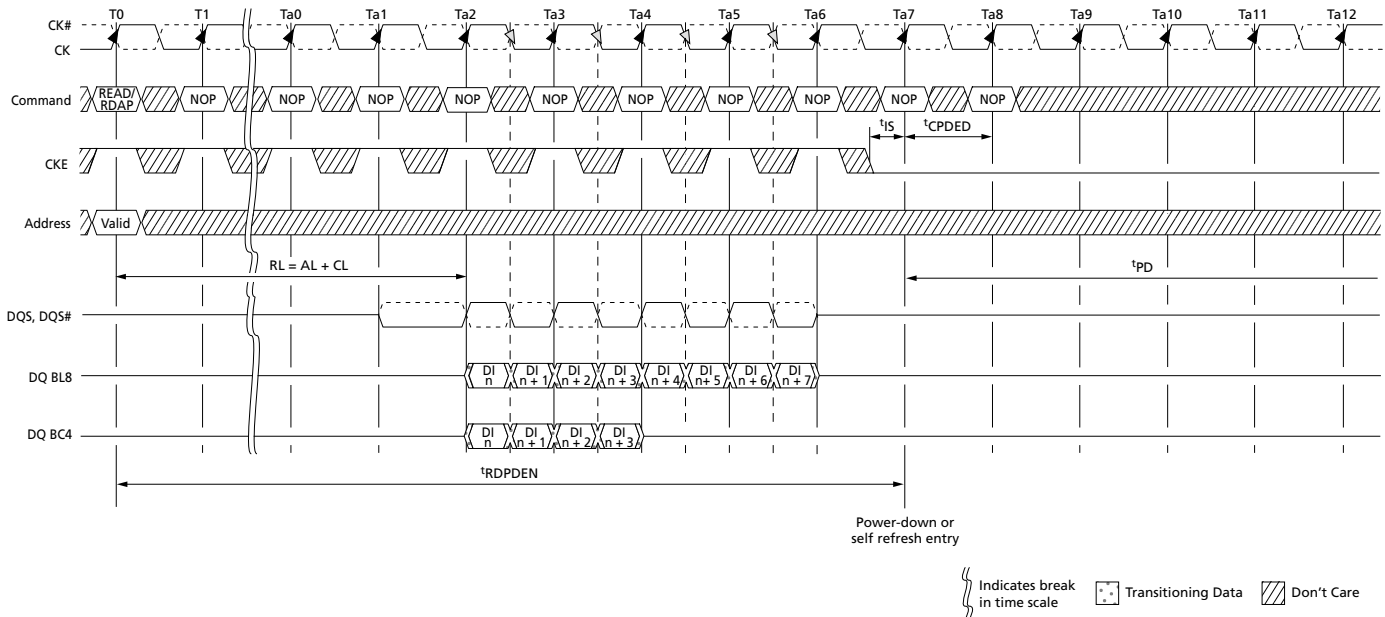 T0 T1 Ta0 Ta1 Ta2 Ta3 Ta4 Ta5 Ta6 Ta7 Ta8 Ta9 Ta10 Ta11 Ta12
CK#
CK
Command READ/ RDAP NOP NOP NOP NOP NOP NOP NOP NOP NOP NOP
tIS tCPDED
CKE
Address Valid
RL = AL + CL tPD
DQS, DQS#
DQ BL8 DI n DI n + 1 DI n + 2 DI n + 3 DI n + 4 DI n+ 5 DI n + 6 DI n + 7
DQ BC4 DI n DI n + 1 DI n + 2 DI n + 3
tRDPDEN
Power-down or
self refresh entry
Indicates break
in time scale
Transitioning Data
Don't Care